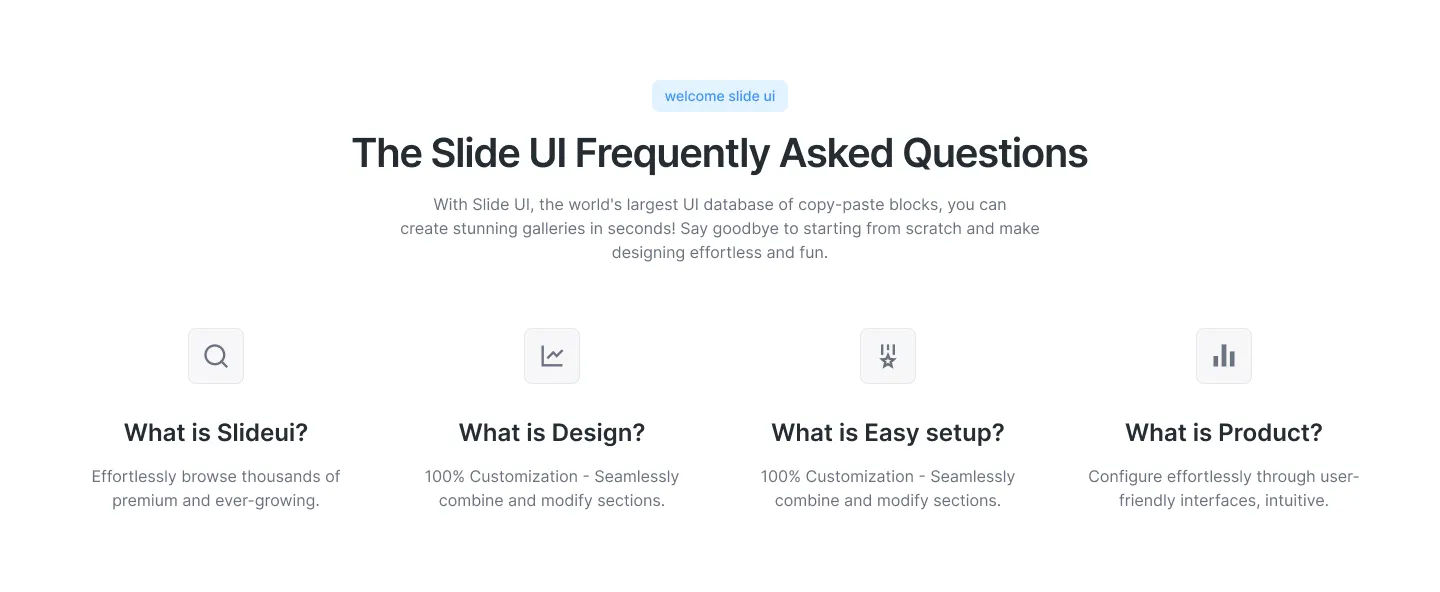 welcome slide ui
The Slide UI Frequently Asked Questions
With Slide UI, the world's largest UI database of copy-paste blocks, you can
create stunning galleries in seconds! Say goodbye to starting from scratch and make
designing effortless and fun.
What is Slideui?
Effortlessly browse thousands of
premium and ever-growing.
What is Design?
100% Customization - Seamlessly
combine and modify sections.
What is Easy setup?
100% Customization - Seamlessly
combine and modify sections.
What is Product?
Configure effortlessly through user-
friendly interfaces, intuitive.